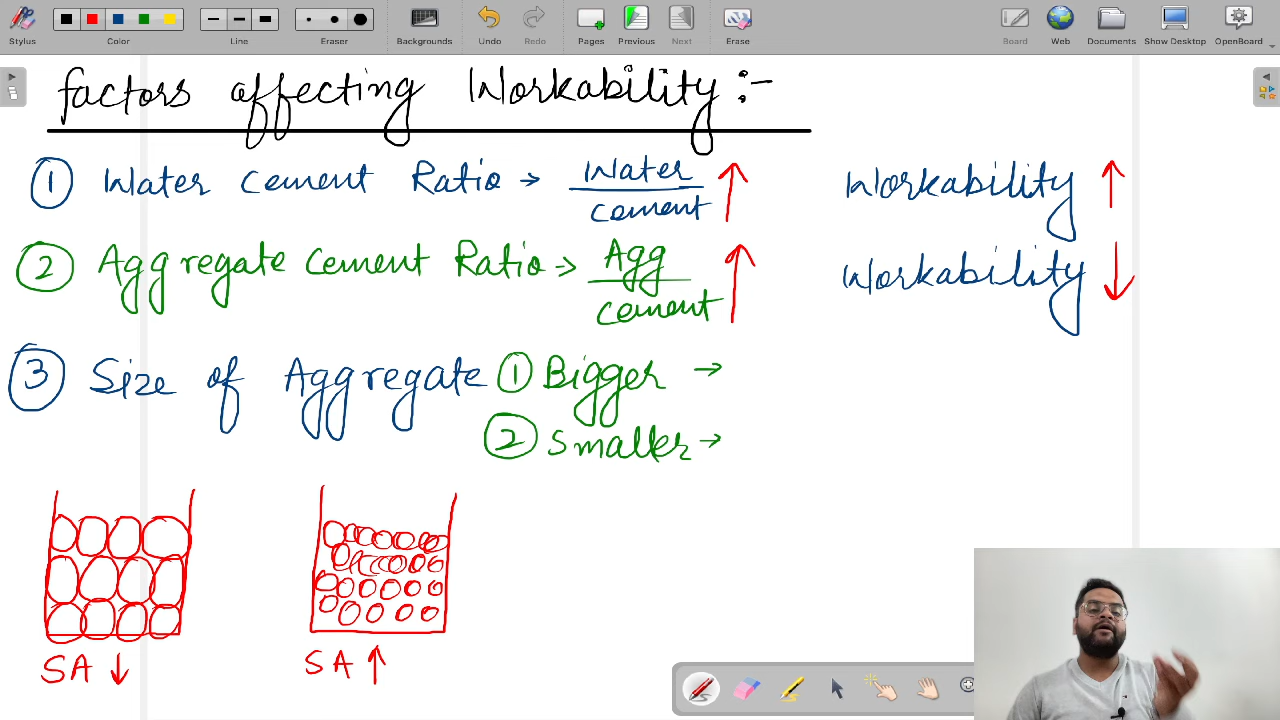 Stylus Color Line Eraser Backgrounds Undo Redo Pages Previous Next Erase Board Web Documents Show Desktop OpenBoard
factors affecting Workability :-
① Water Cement Ratio → Water/cement ↑ Workability ↑
② Aggregate Cement Ratio → Agg/cement ↑ Workability ↓
③ Size of Aggregate ① Bigger →
② Smaller →
SA ↓ SA ↑